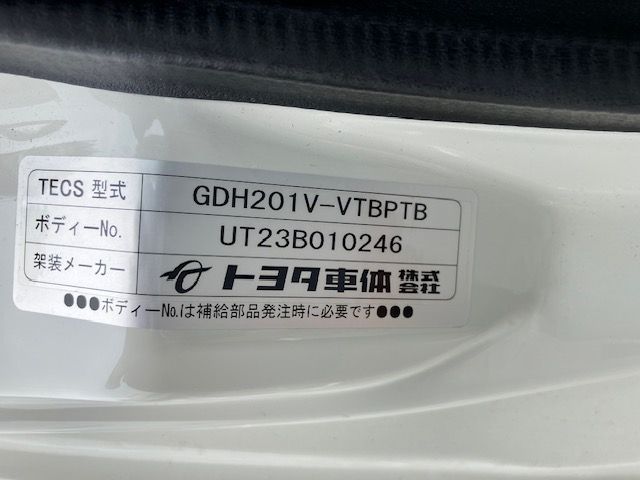 TECS 型式 GDH201V-VTBPTB
ボディーNo. UT23B010246
架装メーカー トヨタ車体 株式会社
●●●ボディーNo.は補給部品発注時に必要です●●●